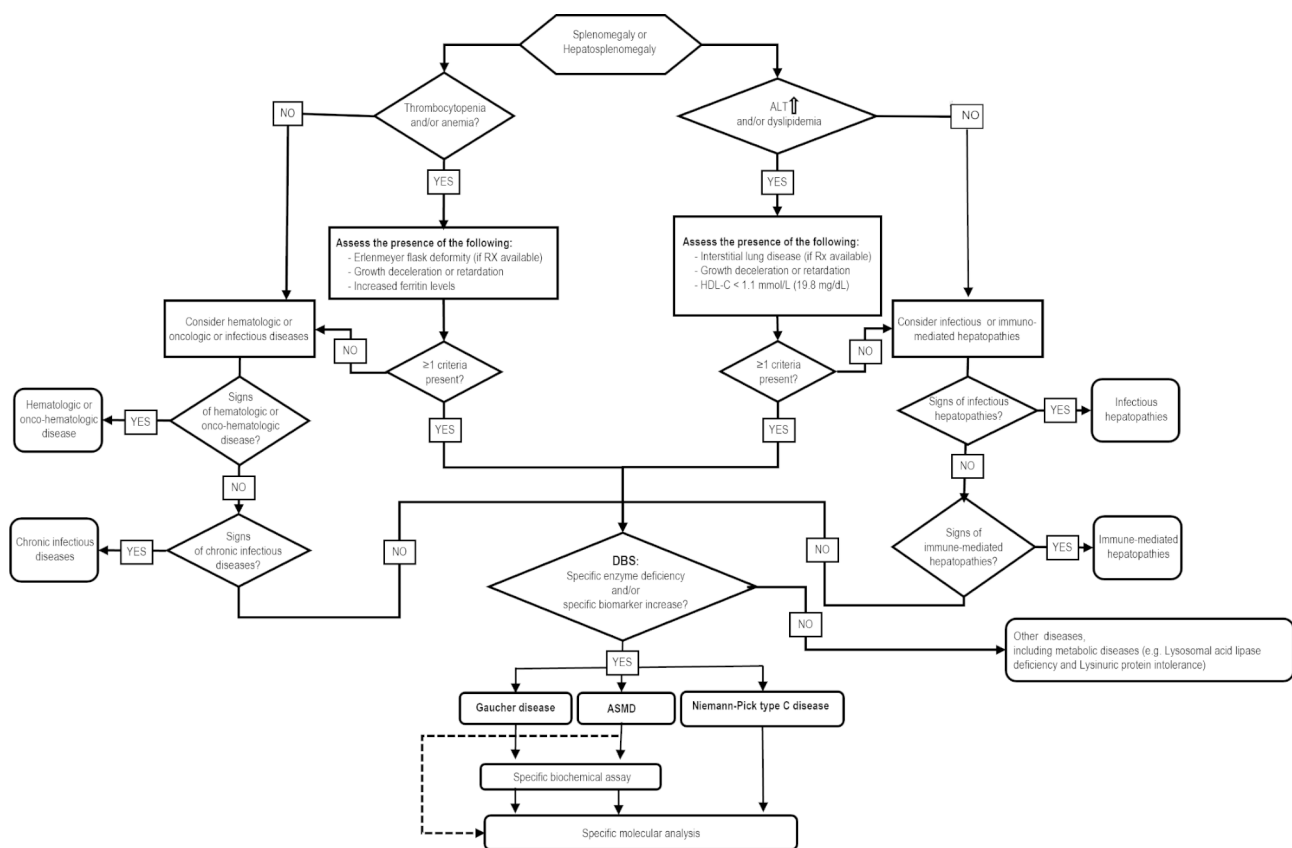 Splenomegaly or
Hepatosplenomegaly
NO
Thrombocytopenia
and/or anemia?
ALT⇧
and/or dyslipidemia
NO
YES
YES
Assess the presence of the following:
- Erlenmeyer flask deformity (if RX available)
- Growth deceleration or retardation
- Increased ferritin levels
Assess the presence of the following:
- Interstitial lung disease (if Rx available)
- Growth deceleration or retardation
- HDL-C < 1.1 mmol/L (19.8 mg/dL)
Consider hematologic or
oncologic or infectious diseases
NO
≥1 criteria
present?
≥1 criteria
present?
NO
Consider infectious or immuno-
mediated hepatopathies
Hematologic or
onco-hematologic
disease
YES
Signs
of hematologic or
onco-hematologic
disease?
YES
YES
Signs of infectious
hepatopathies?
YES
Infectious
hepatopathies
NO
NO
Chronic infectious
diseases
YES
Signs
of chronic infectious
diseases?
NO
DBS:
Specific enzyme deficiency
and/or
specific biomarker increase?
NO
Signs of
immune-mediated
hepatopathies?
YES
Immune-mediated
hepatopathies
NO
Other diseases,
including metabolic diseases (e.g. Lysosomal acid lipase
deficiency and Lysinuric protein intolerance)
YES
Gaucher disease
ASMD
Niemann-Pick type C disease
Specific biochemical assay
Specific molecular analysis